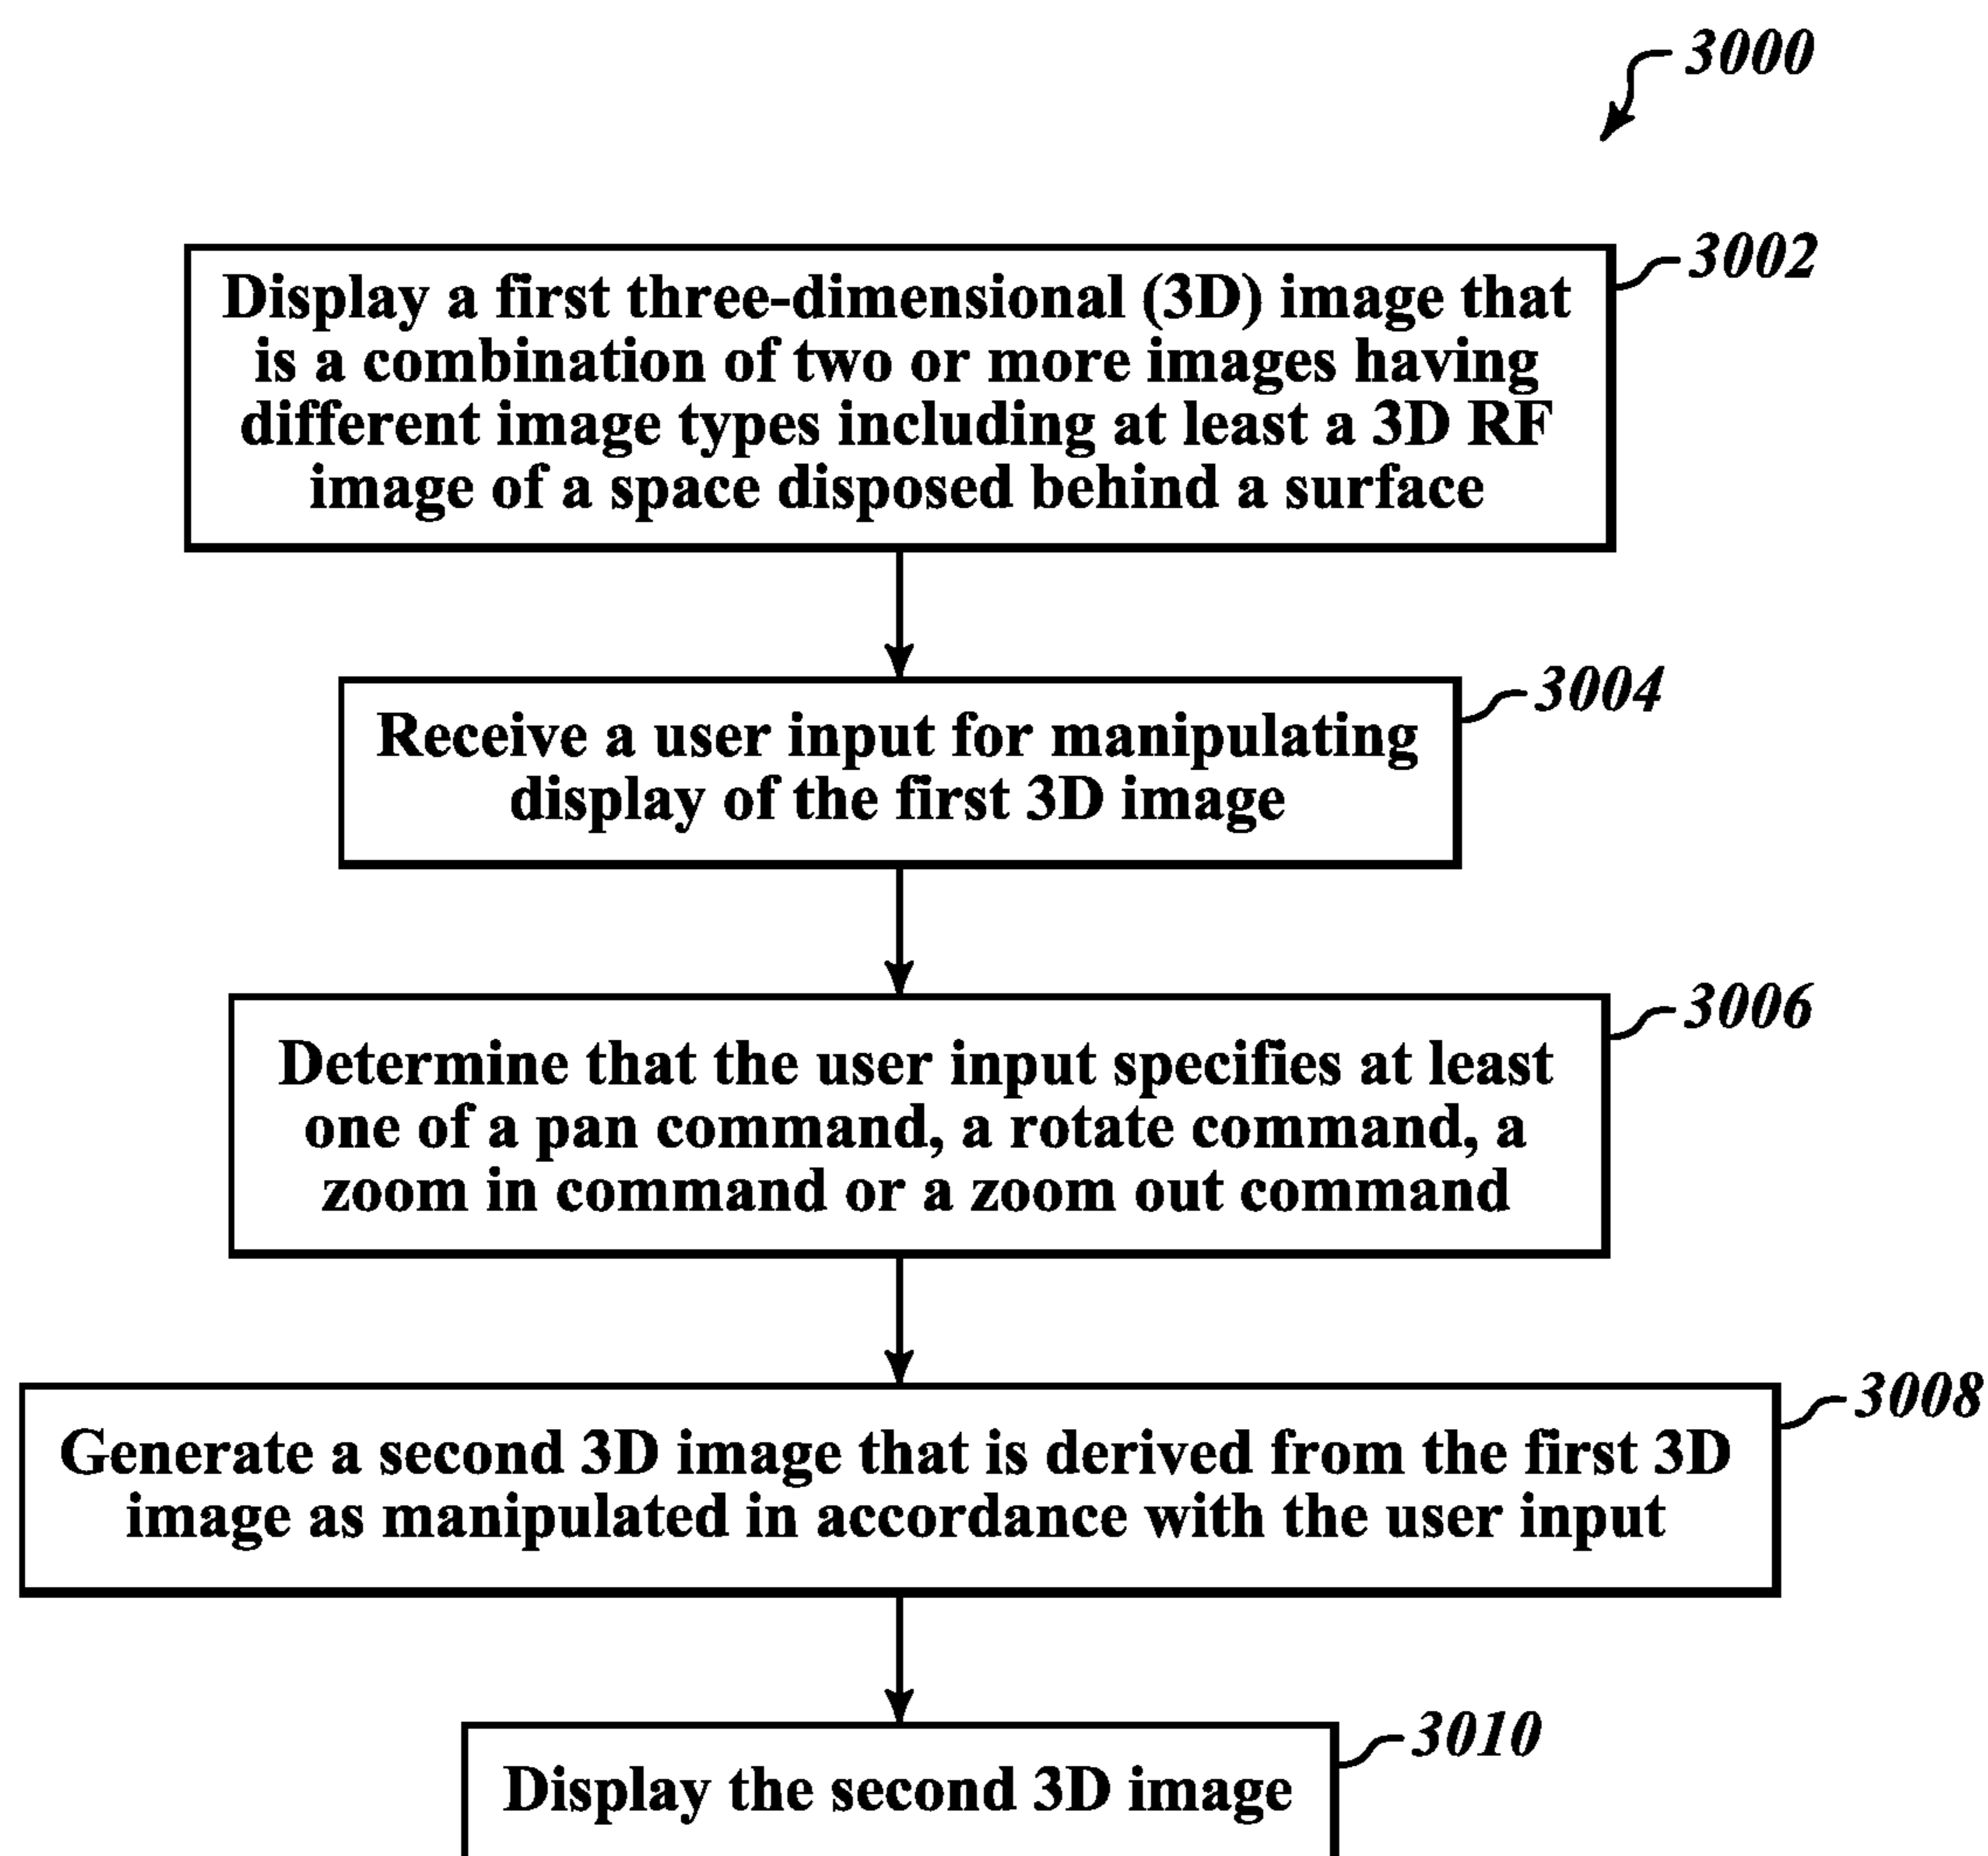 3000
3002
Display a first three-dimensional (3D) image that
is a combination of two or more images having
different image types including at least a 3D RF
image of a space disposed behind a surface
3004
Receive a user input for manipulating
display of the first 3D image
3006
Determine that the user input specifies at least
one of a pan command, a rotate command, a
zoom in command or a zoom out command
3008
Generate a second 3D image that is derived from the first 3D
image as manipulated in accordance with the user input
3010
Display the second 3D image